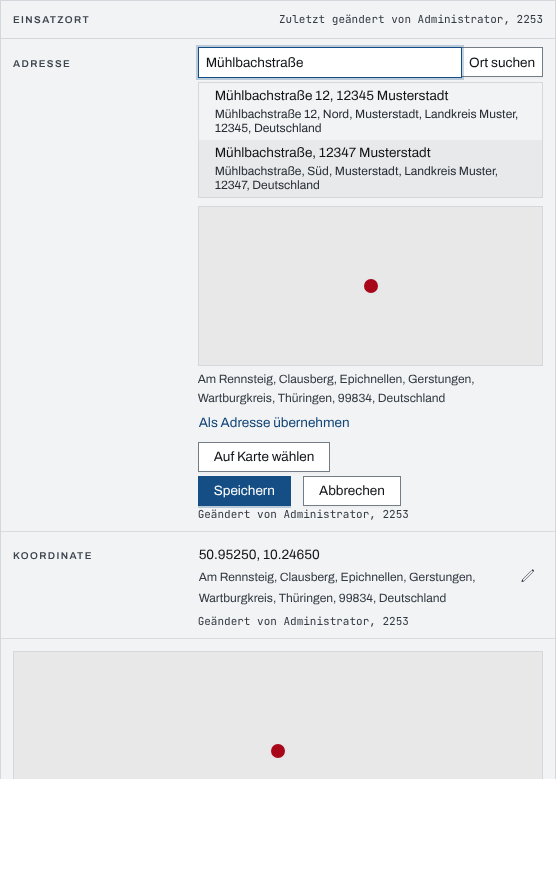 EINSATZORT
Zuletzt geändert von Administrator, 2253
ADRESSE
Mühlbachstraße
Ort suchen
Mühlbachstraße 12, 12345 Musterstadt
Mühlbachstraße 12, Nord, Musterstadt, Landkreis Muster,
12345, Deutschland
Mühlbachstraße, 12347 Musterstadt
Mühlbachstraße, Süd, Musterstadt, Landkreis Muster,
12347, Deutschland
Am Rennsteig, Clausberg, Epichnellen, Gerstungen,
Wartburgkreis, Thüringen, 99834, Deutschland
Als Adresse übernehmen
Auf Karte wählen
Speichern
Abbrechen
Geändert von Administrator, 2253
KOORDINATE
50.95250, 10.24650
Am Rennsteig, Clausberg, Epichnellen, Gerstungen,
Wartburgkreis, Thüringen, 99834, Deutschland
Geändert von Administrator, 2253